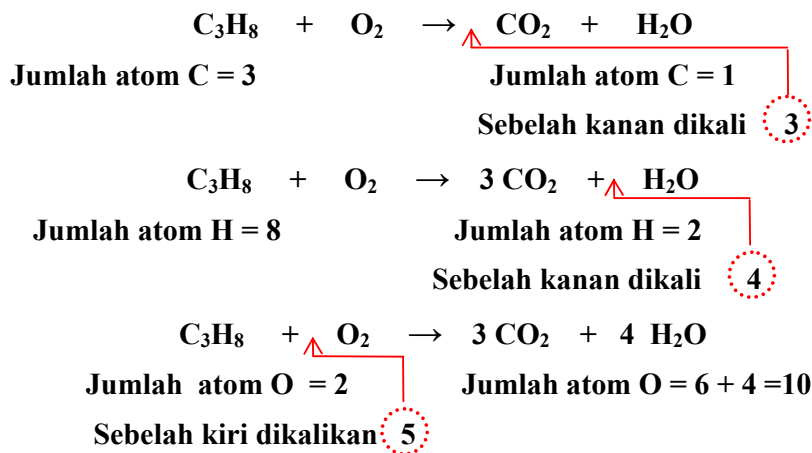 C₃H₈ + O₂ → CO₂ + H₂O
Jumlah atom C = 3 Jumlah atom C = 1
Sebelah kanan dikali 3
C₃H₈ + O₂ → 3 CO₂ + H₂O
Jumlah atom H = 8 Jumlah atom H = 2
Sebelah kanan dikali 4
C₃H₈ + O₂ → 3 CO₂ + 4 H₂O
Jumlah atom O = 2 Jumlah atom O = 6 + 4 =10
Sebelah kiri dikalikan 5